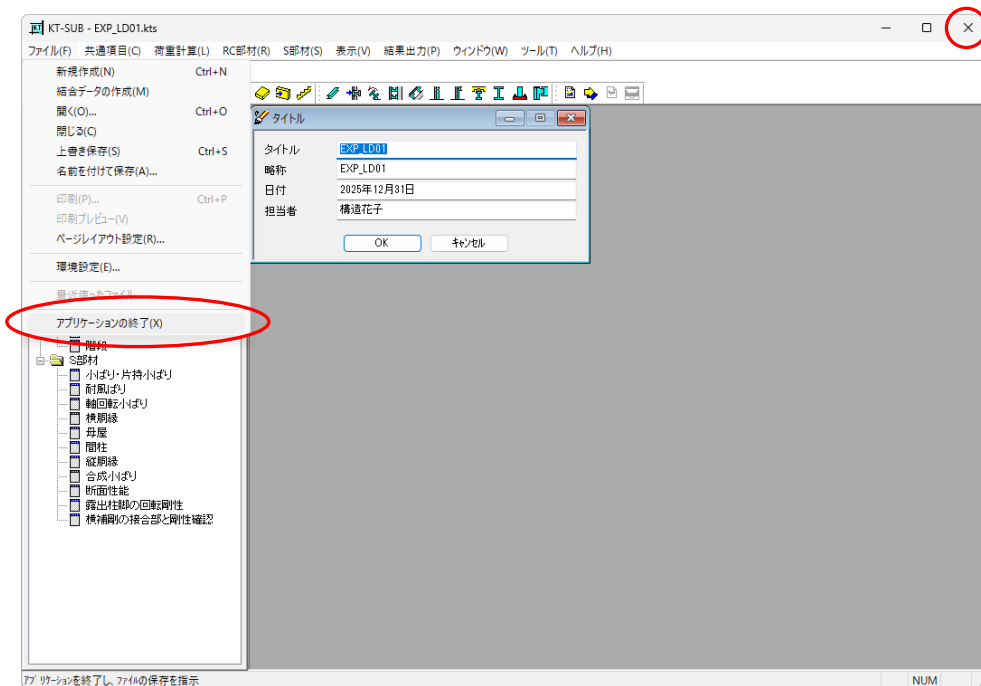 KT-SUB - EXP_LD01.kts
ファイル(F) 共通項目(C) 荷重計算(L) RC部材(R) S部材(S) 表示(V) 結果出力(P) ウィンドウ(W) ツール(T) ヘルプ(H)
新規作成(N) Ctrl+N
結合データの作成(M)
開く(O)... Ctrl+O
閉じる(C)
上書き保存(S) Ctrl+S
名前を付けて保存(A)...
印刷(P)... Ctrl+P
印刷プレビュー(V)
ページレイアウト設定(R)...
環境設定(E)...
最近使ったファイル
アプリケーションの終了(X)
タイトル
タイトル EXP_LD01
略称 EXP_LD01
日付 2025年12月31日
担当者 構造花子
OK キャンセル
階段
S部材
小ばり・片持小ばり
耐風ばり
軸回転小ばり
横胴縁
母屋
間柱
縦胴縁
合成小ばり
断面性能
露出柱脚の回転剛性
横補剛の接合部と剛性確認
アプリケーションを終了し、ファイルの保存を指示 NUM